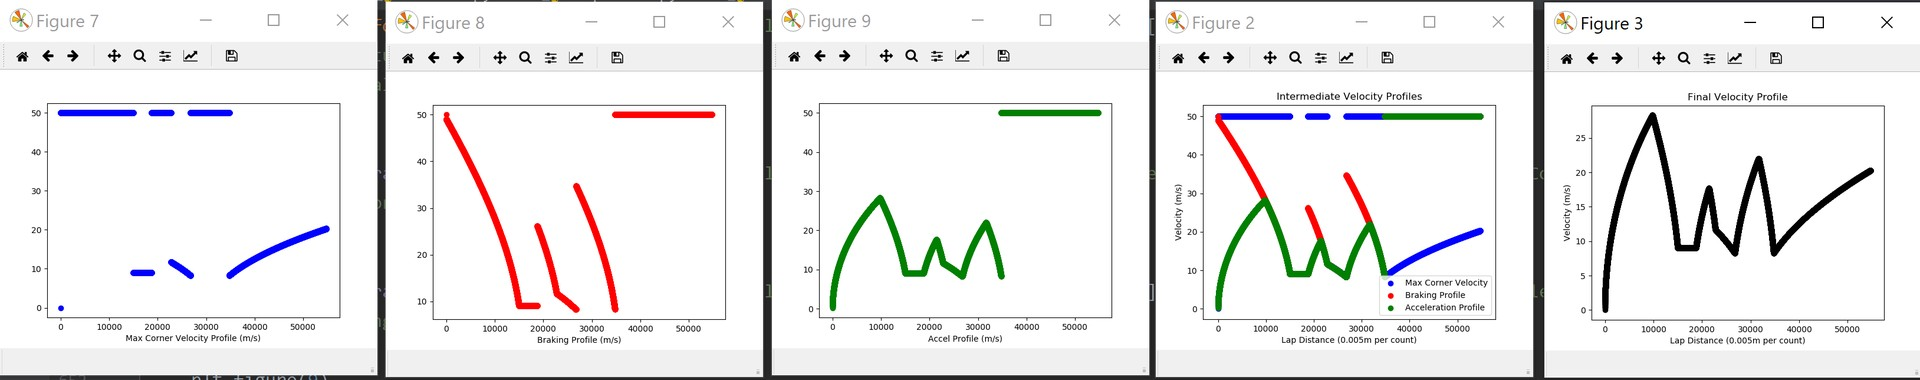 Figure 7
50
40
30
20
10
0
0 10000 20000 30000 40000 50000
Max Corner Velocity Profile (m/s)
Figure 8
50
40
30
20
10
0 10000 20000 30000 40000 50000
Braking Profile (m/s)
Figure 9
50
40
30
20
10
0
0 10000 20000 30000 40000 50000
Accel Profile (m/s)
Figure 2
Intermediate Velocity Profiles
Velocity (m/s)
50
40
30
20
10
0
Max Corner Velocity
Braking Profile
Acceleration Profile
0 10000 20000 30000 40000 50000
Lap Distance (0.005m per count)
Figure 3
Final Velocity Profile
Velocity (m/s)
25
20
15
10
5
0
0 10000 20000 30000 40000 50000
Lap Distance (0.005m per count)